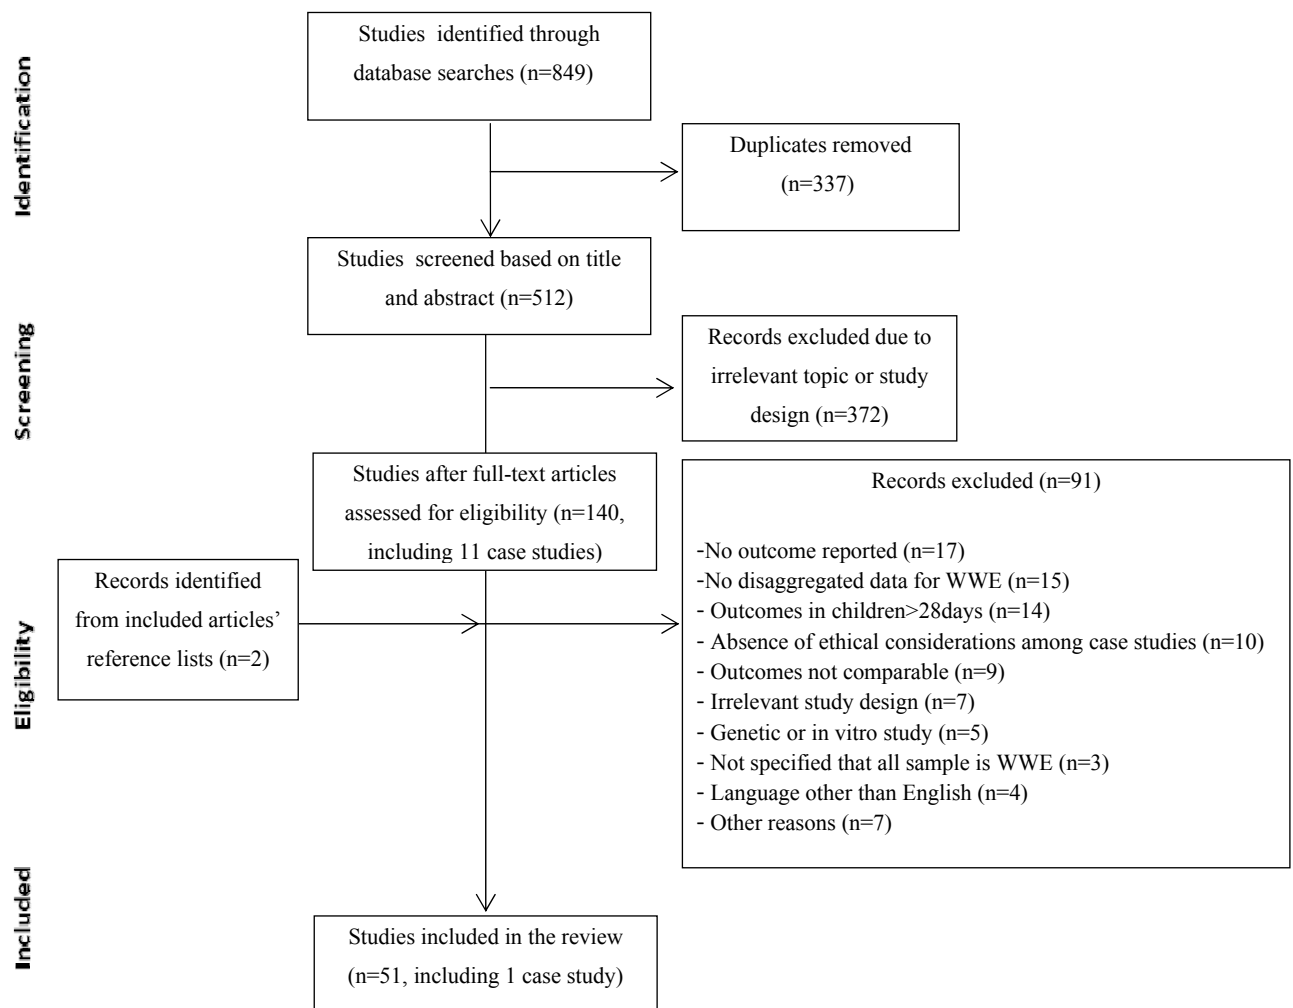 Identification
Studies identified through
database searches (n=849)
Duplicates removed
(n=337)
Studies screened based on title
and abstract (n=512)
Screening
Records excluded due to
irrelevant topic or study
design (n=372)
Studies after full-text articles
assessed for eligibility (n=140,
including 11 case studies)
Eligibility
Records identified
from included articles’
reference lists (n=2)
Records excluded (n=91)
-No outcome reported (n=17)
-No disaggregated data for WWE (n=15)
- Outcomes in children>28days (n=14)
- Absence of ethical considerations among case studies (n=10)
- Outcomes not comparable (n=9)
- Irrelevant study design (n=7)
- Genetic or in vitro study (n=5)
- Not specified that all sample is WWE (n=3)
- Language other than English (n=4)
- Other reasons (n=7)
Included
Studies included in the review
(n=51, including 1 case study)